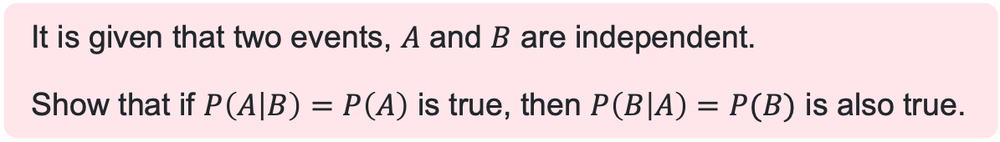 It is given that two events, A and B are independent.
Show that if P(A|B) = P(A) is true, then P(B|A) = P(B) is also true.